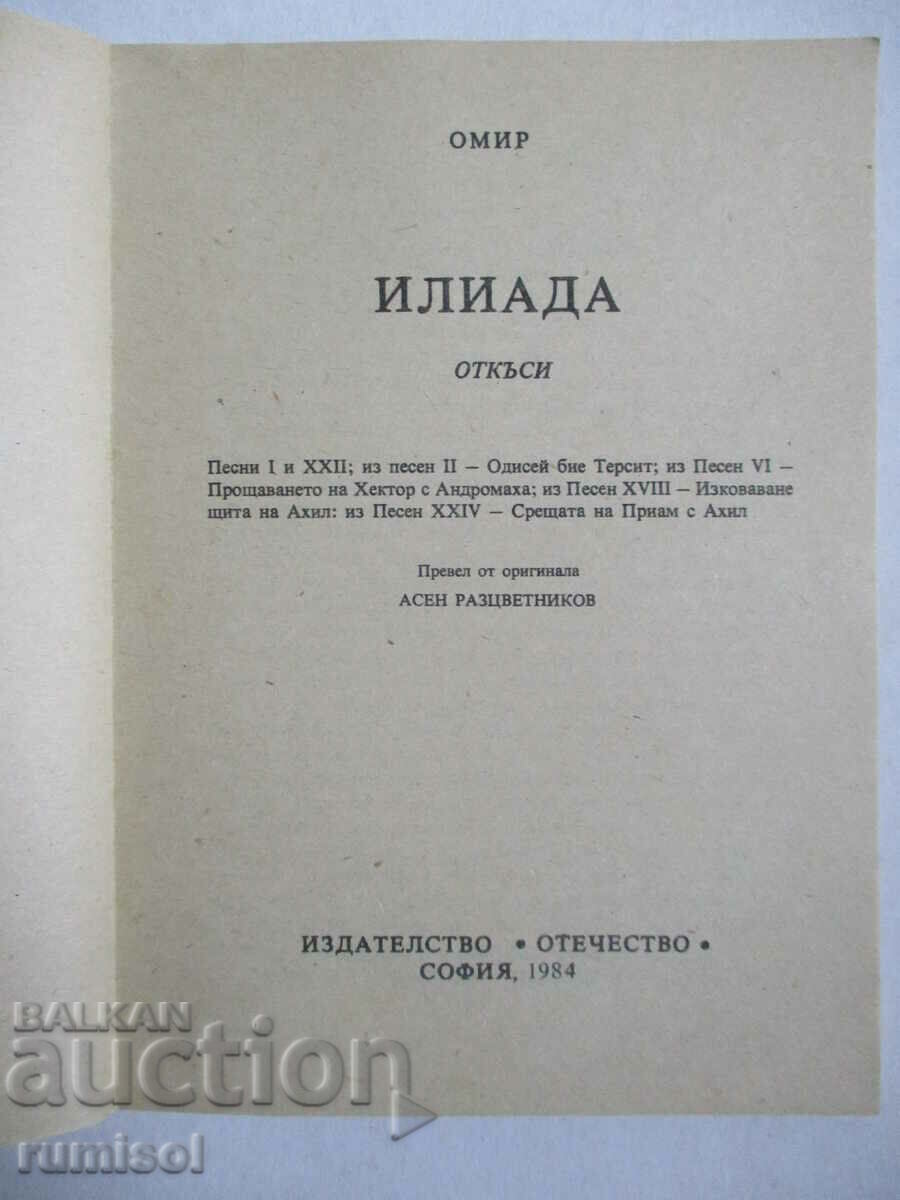 ОМИР
ИЛИАДА
ОТКЪСИ
Песни I и XXII; из песен II – Одисей бие Терсит; из Песен VI –
Прощаването на Хектор с Андромаха; из Песен XVIII – Изковаване
щита на Ахил: из Песен XXIV – Срещата на Приам с Ахил
Превел от оригинала
АСЕН РАЗЦВЕТНИКОВ
ИЗДАТЕЛСТВО • ОТЕЧЕСТВО •
СОФИЯ, 1984
BALKAN
auction
rumisol